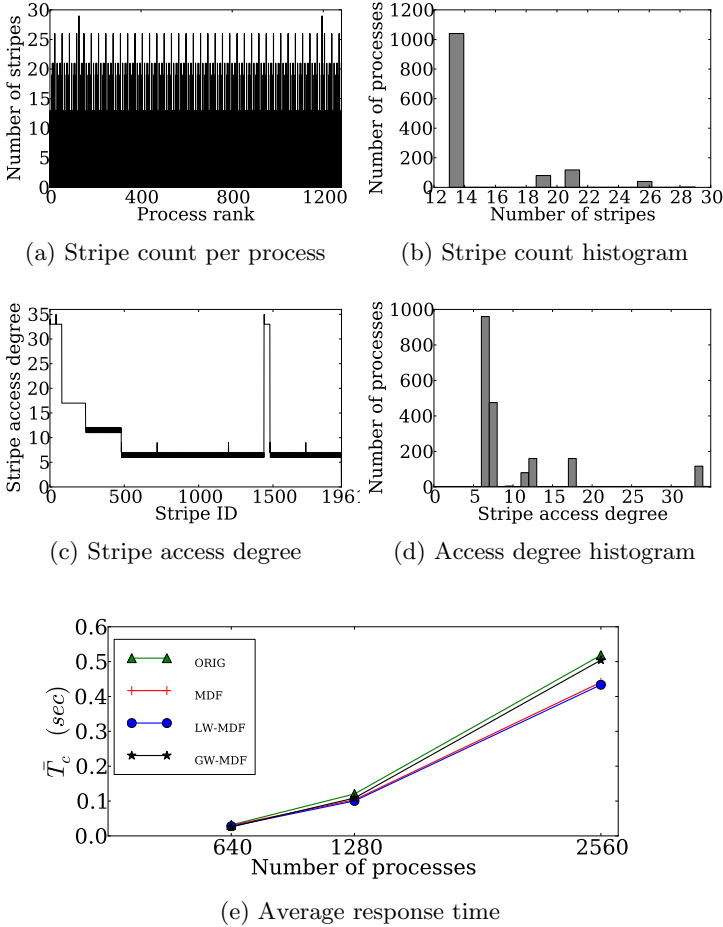 Number of stripes
30
25
20
15
10
5
0
0 400 800 1200
Process rank
(a) Stripe count per process
Number of processes
1200
1000
800
600
400
200
0
12 14 16 18 20 22 24 26 28 30
Number of stripes
(b) Stripe count histogram
Stripe access degree
35
30
25
20
15
10
5
0
0 500 1000 1500 1961
Stripe ID
(c) Stripe access degree
Number of processes
1000
800
600
400
200
0
0 5 10 15 20 25 30
Stripe access degree
(d) Access degree histogram
T̄c (sec)
0.6
0.5
0.4
0.3
0.2
0.1
0.0
ORIG
MDF
LW-MDF
GW-MDF
640 1280 2560
Number of processes
(e) Average response time